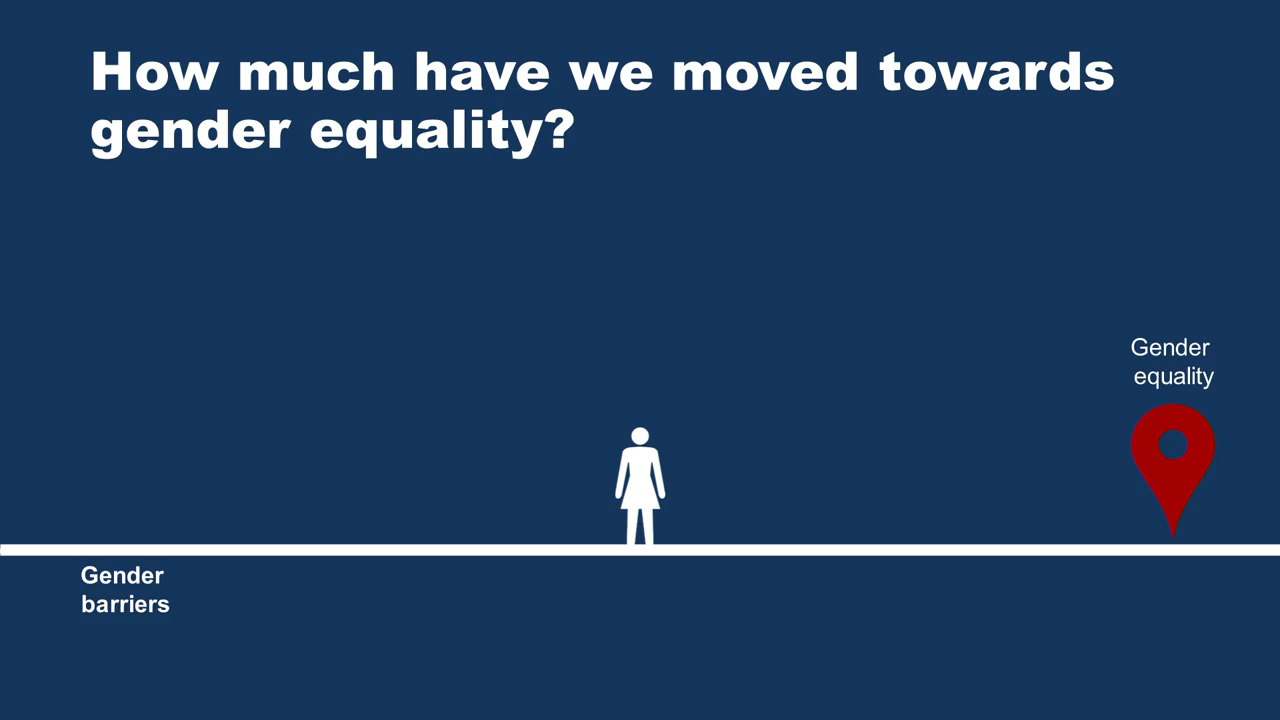 How much have we moved towards
gender equality?
Gender
equality
Gender
barriers